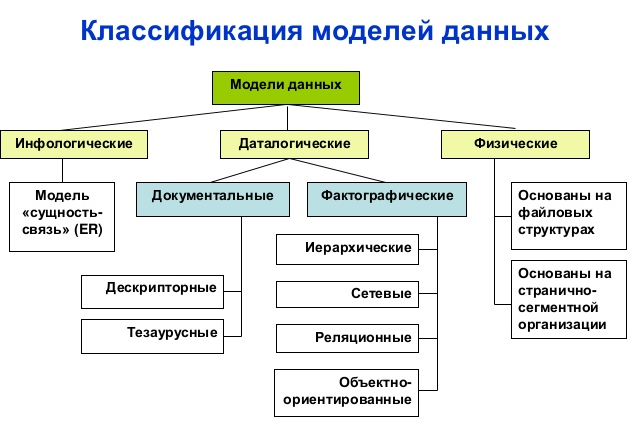 Классификация моделей данных
Модели данных
Инфологические
Даталогические
Физические
Модель
«сущность-
связь» (ER)
Документальные
Фактографические
Основаны на
файловых
структурах
Иерархические
Дескрипторные
Сетевые
Основаны на
странично-
сегментной
организации
Тезаурусные
Реляционные
Объектно-
ориентированные